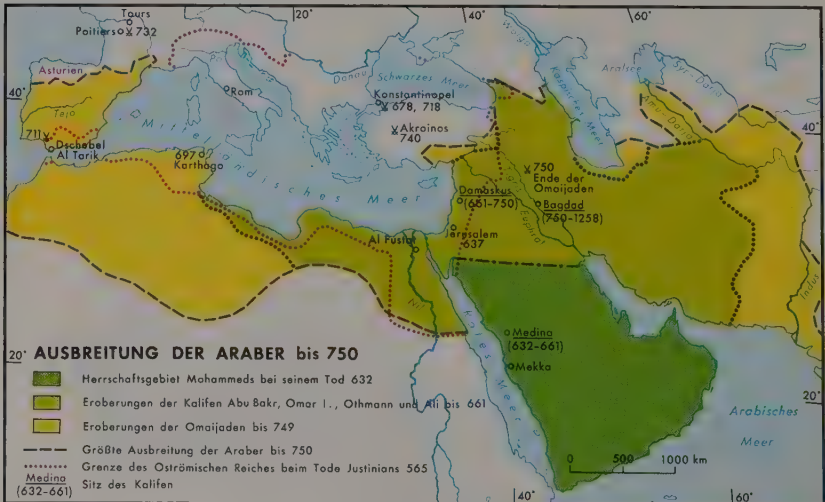 20°
40°
60°
Tours
Poitiers 732
Asturien
Wolga
Aralsee
Syr-Darja
Donau
Schwarzes Meer
Kaspisches Meer
Amu-Darja
40°
Rom
Konstantinopel
678, 718
40°
Tajo
711
Akroinos
740
Dschebel
Al Tarik
697
Karthago
Mittelländisches Meer
750
Ende der
Omaijaden
Damaskus
(661-750)
Bagdad
(750-1258)
Euphrat
Jerusalem
637
Al Fustat
Indus
Nil
Rotes Meer
Medina
(632-661)
Mekka
20°
AUSBREITUNG DER ARABER bis 750
20°
Herrschaftsgebiet Mohammeds bei seinem Tod 632
Eroberungen der Kalifen Abu Bakr, Omar I., Othmann und Ali bis 661
Arabisches
Meer
Eroberungen der Omaijaden bis 749
Größte Ausbreitung der Araber bis 750
Grenze des Oströmischen Reiches beim Tode Justinians 565
0 500 1000 km
Medina
(632-661)
Sitz des Kalifen
40°
60°